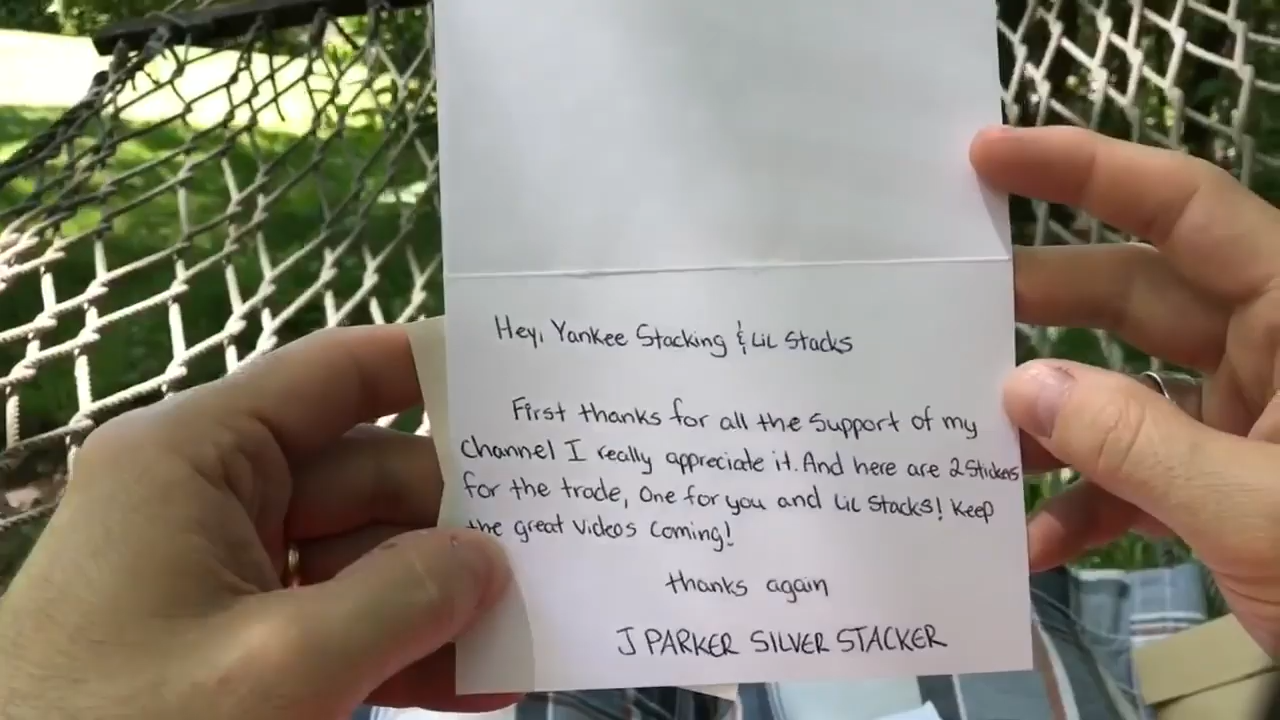 Hey, Yankee Stacking & Lil Stacks
First thanks for all the support of my
Channel I really appreciate it. And here are 2 Stickers
for the trade, One for you and Lil Stacks! Keep
the great Videos Coming!
thanks again
J PARKER SILVER STACKER